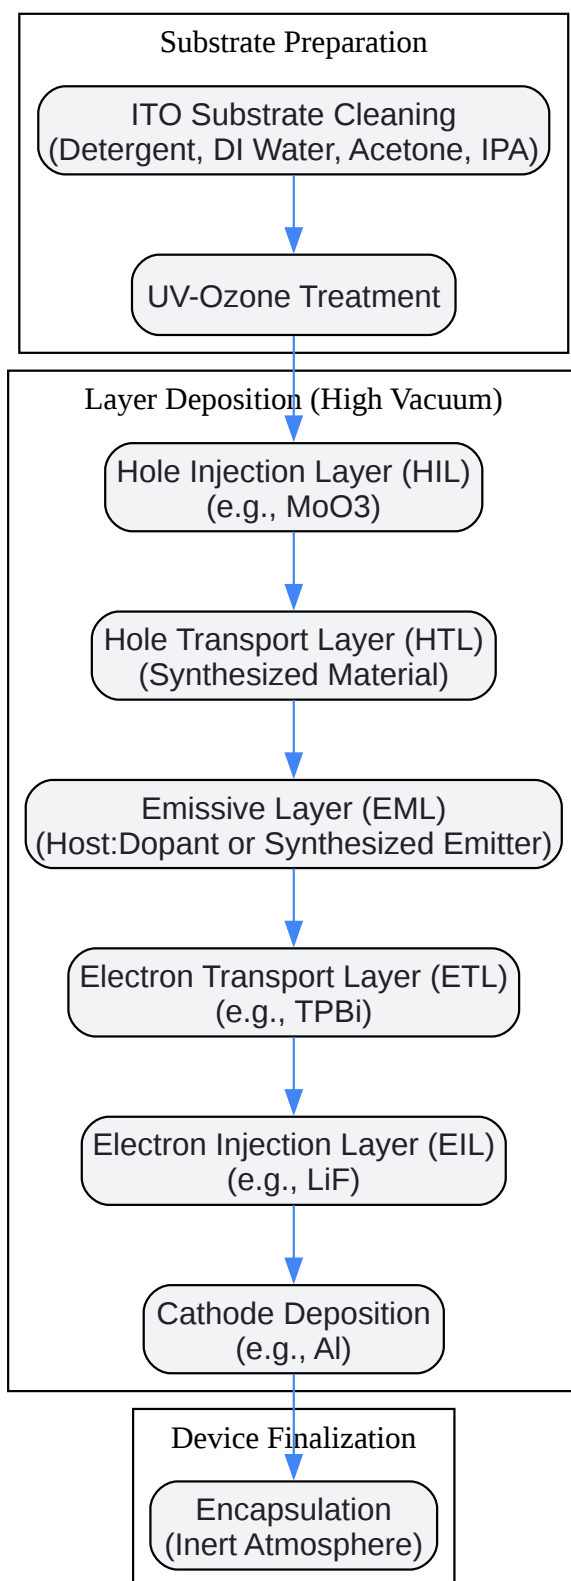 Substrate Preparation
ITO Substrate Cleaning
(Detergent, DI Water, Acetone, IPA)
UV-Ozone Treatment
Layer Deposition (High Vacuum)
Hole Injection Layer (HIL)
(e.g., MoO3)
Hole Transport Layer (HTL)
(Synthesized Material)
Emissive Layer (EML)
(Host:Dopant or Synthesized Emitter)
Electron Transport Layer (ETL)
(e.g., TPBi)
Electron Injection Layer (EIL)
(e.g., LiF)
Cathode Deposition
(e.g., Al)
Device Finalization
Encapsulation
(Inert Atmosphere)